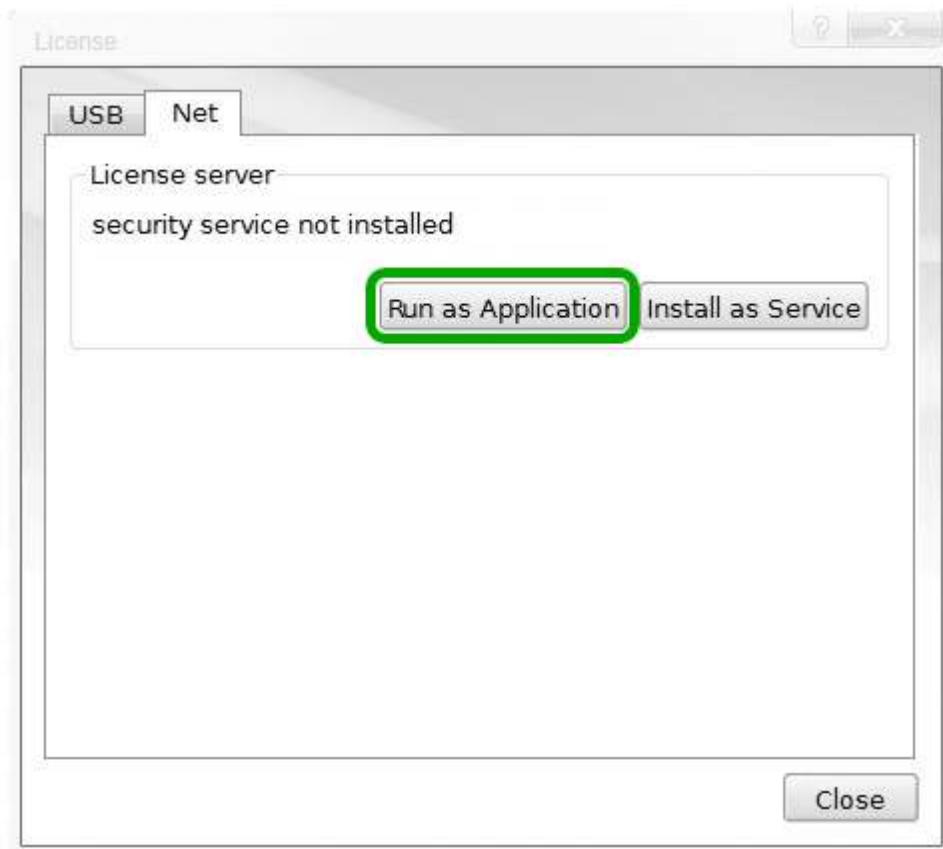 License
USB Net
License server
security service not installed
Run as Application Install as Service
Close